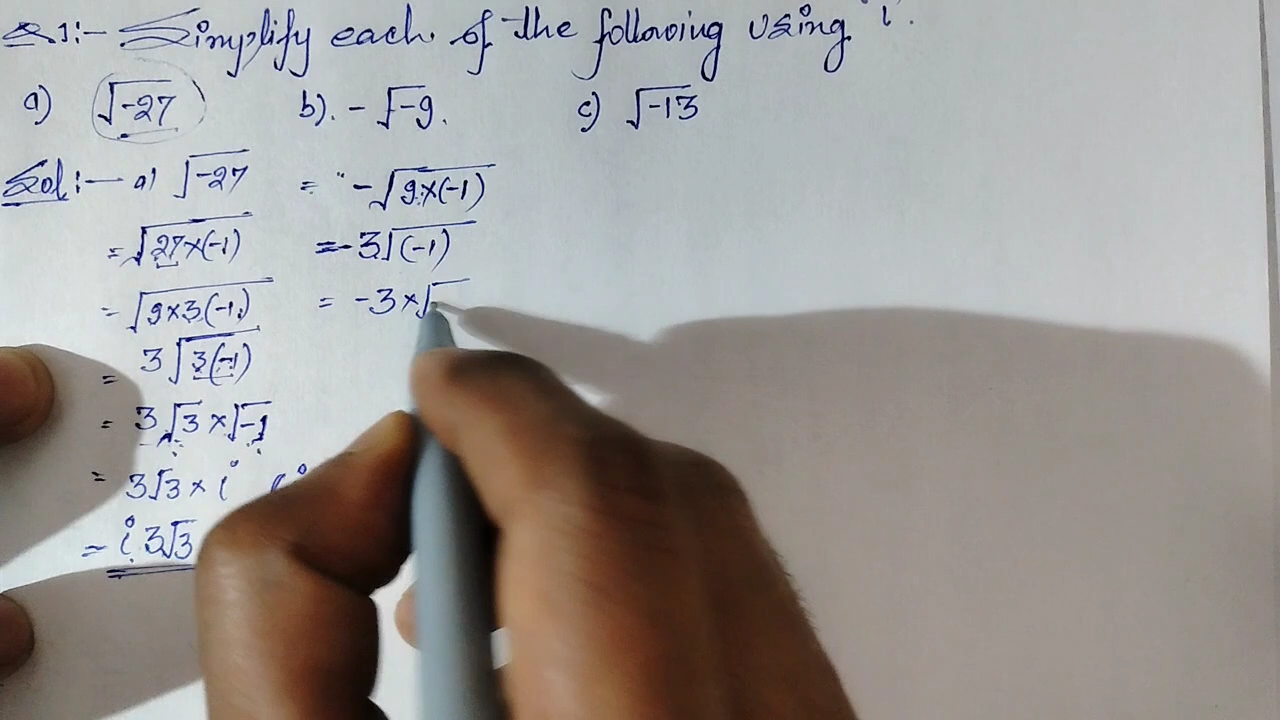 Q.1:- Simplify each of the following using 'i'.
a) √-27 b). - √-9. c) √-13
Sol:- a) √-27 = -√9×(-1)
= √27×(-1) = -3√(-1)
= √9×3(-1) = -3×√
= 3√3(-1)
= 3√3×√-1
= 3√3×i
= i 3√3